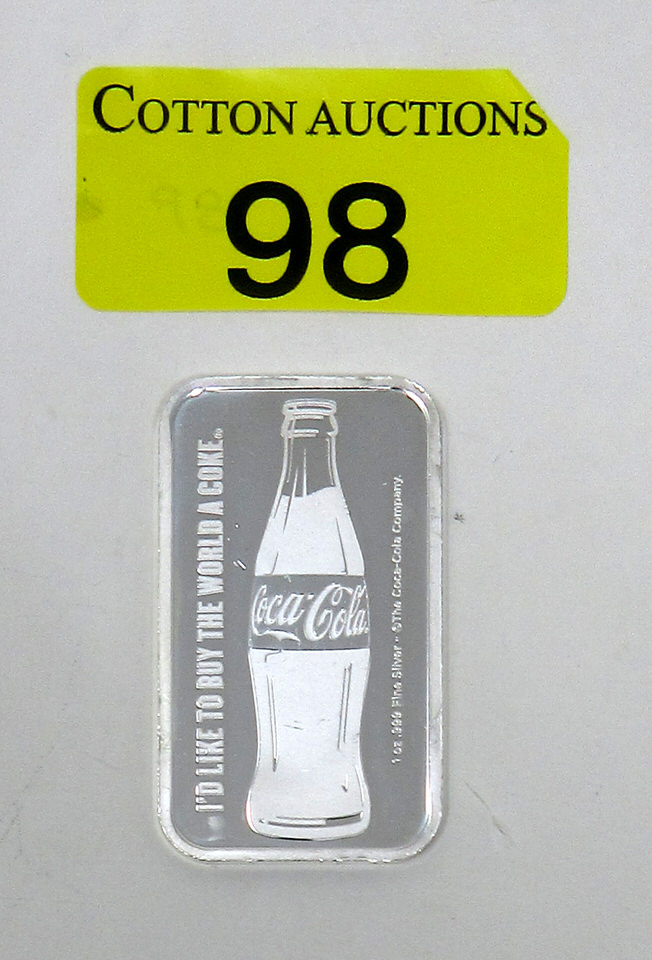 COTTON AUCTIONS
98
I'D LIKE TO BUY THE WORLD A COKE.
Coca-Cola
1 oz .999 Fine Silver - ©The Coca-Cola Company.